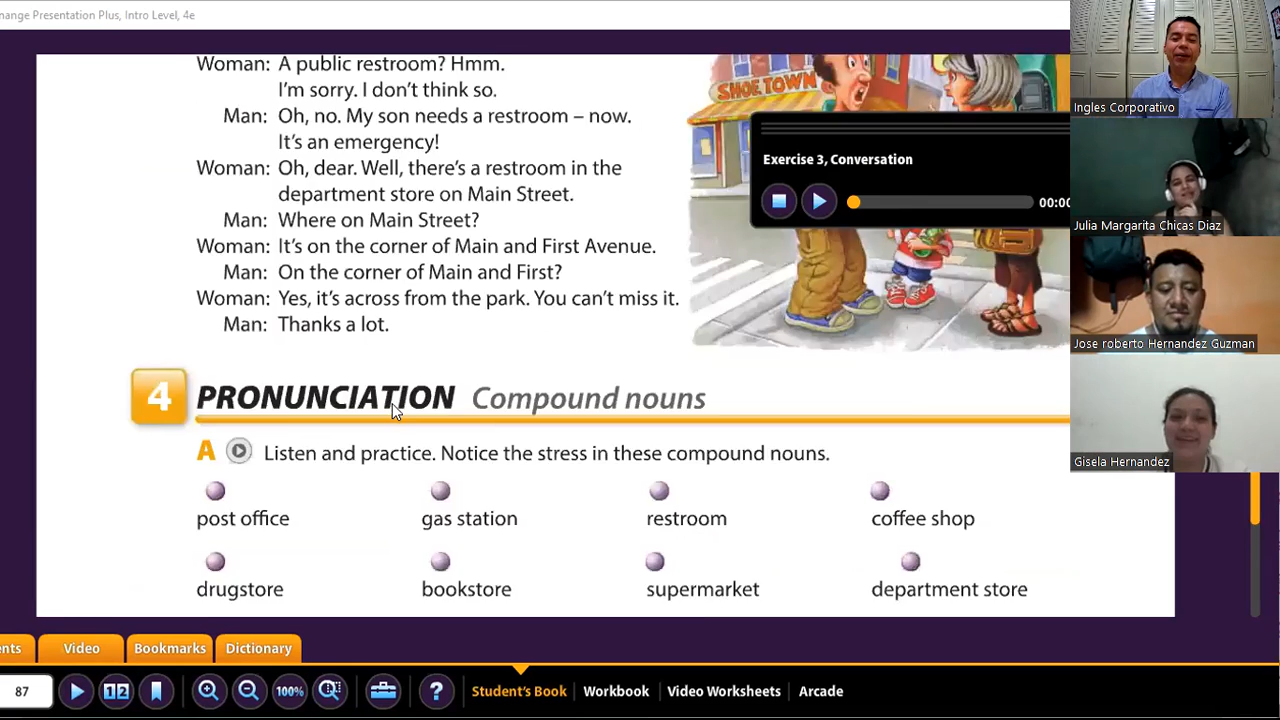 nange Presentation Plus, Intro Level, 4e
Woman: A public restroom? Hmm.
I'm sorry. I don't think so.
Man: Oh, no. My son needs a restroom – now.
It's an emergency!
Woman: Oh, dear. Well, there's a restroom in the
department store on Main Street.
Man: Where on Main Street?
Woman: It's on the corner of Main and First Avenue.
Man: On the corner of Main and First?
Woman: Yes, it's across from the park. You can't miss it.
Man: Thanks a lot.
SHOE TOWN
Exercise 3, Conversation
00:00
Ingles Corporativo
Julia Margarita Chicas Diaz
Jose roberto Hernandez Guzman
Gisela Hernandez
4 PRONUNCIATION Compound nouns
A Listen and practice. Notice the stress in these compound nouns.
post office gas station restroom coffee shop
drugstore bookstore supermarket department store
ents Video Bookmarks Dictionary
87 12 100% ? Student's Book Workbook Video Worksheets Arcade